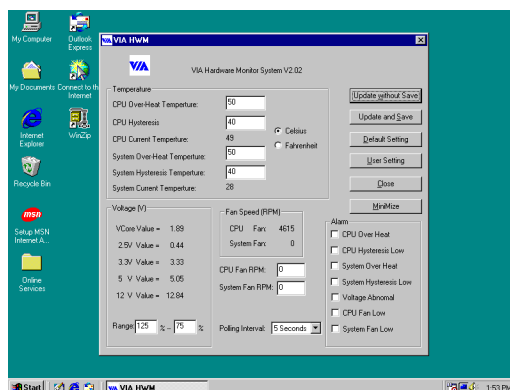 My Computer
Outlook
Express
My Documents
Connect to th
Internet
Internet
Explorer
WinZip
Recycle Bin
msn
Setup MSN
Internet A...
Online
Services
VIA HWM
VIA
VIA Hardware Monitor System V2.02
Temperature
CPU Over-Heat Temperture: 50
CPU Hysteresis 40
CPU Current Temperture: 49
System Over-Heat Temperture: 50
System Hysteresis Temperture: 40
System Current Temperture: 28
Celsius
Fahrenheit
Update without Save
Update and Save
Default Setting
User Setting
Close
MiniMize
Voltage (V)
VCore Value = 1.89
2.5V Value = 0.44
3.3V Value = 3.33
5 V Value = 5.05
12 V Value = 12.84
Range: 125 % - 75 %
Fan Speed (RPM)
CPU Fan: 4615
System Fan: 0
CPU Fan RPM: 0
System Fan RPM: 0
Polling Interval: 5 Seconds
Alarm
CPU Over Heat
CPU Hysteresis Low
System Over Heat
System Hysteresis Low
Voltage Abnomal
CPU Fan Low
System Fan Low
Start
VIA HWM
1:53 PM